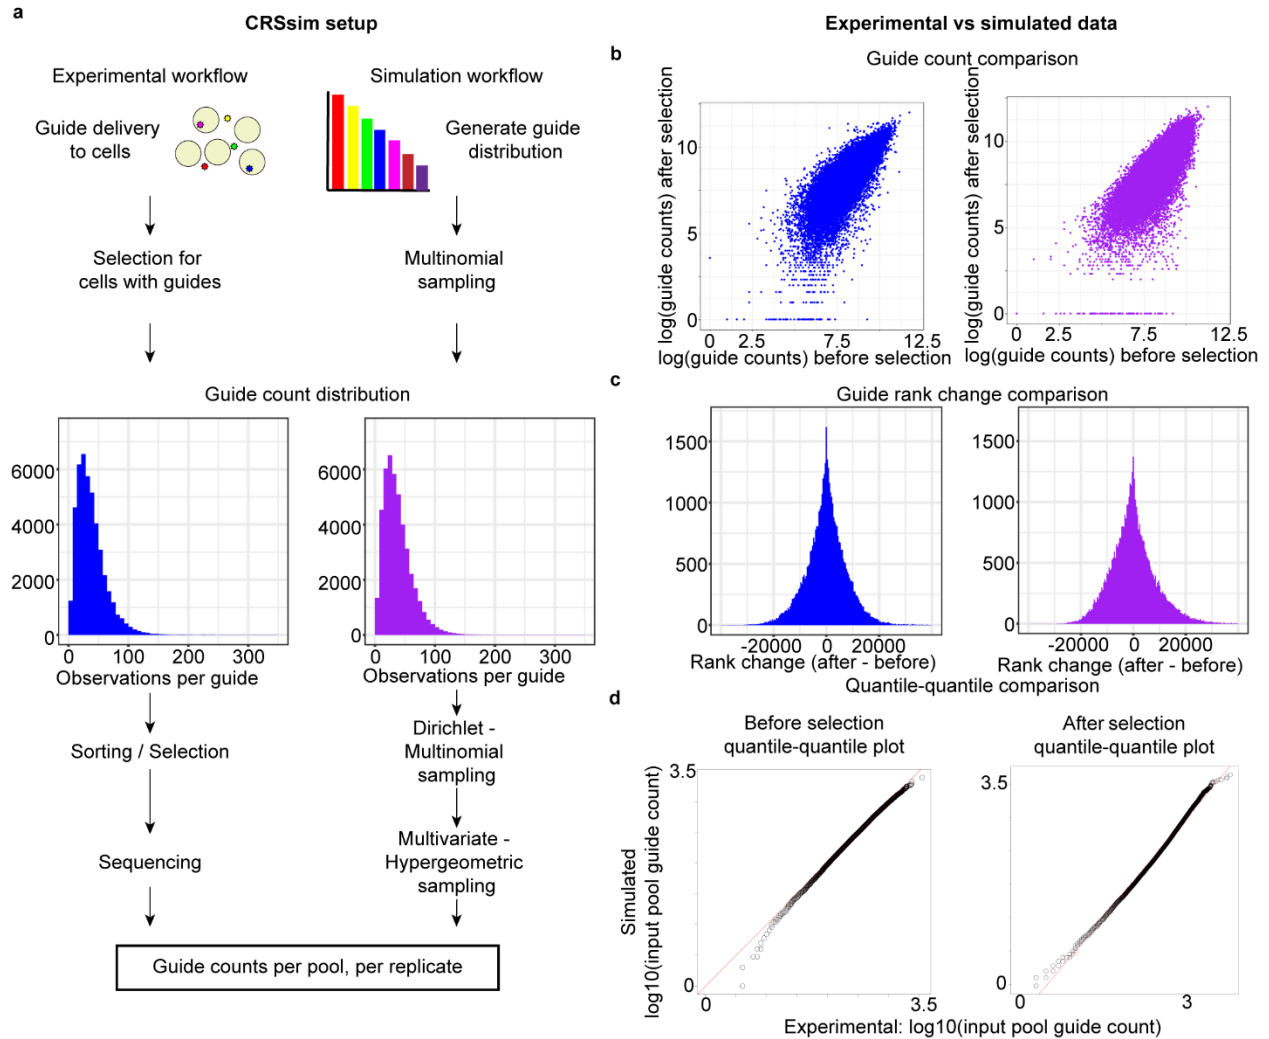 a
CRSsim setup
Experimental workflow
Simulation workflow
Guide delivery
to cells
Generate guide
distribution
Selection for
cells with guides
Multinomial
sampling
Guide count distribution
6000
4000
2000
0
0 100 200 300
Observations per guide
6000
4000
2000
0
0 100 200 300
Observations per guide
Sorting / Selection
Dirichlet -
Multinomial
sampling
Sequencing
Multivariate -
Hypergeometric
sampling
Guide counts per pool, per replicate
Experimental vs simulated data
b
Guide count comparison
log(guide counts) after selection
10
5
0
0 2.5 7.5 12.5
log(guide counts) before selection
log(guide counts) after selection
10
5
0
0 2.5 7.5 12.5
log(guide counts) before selection
c
Guide rank change comparison
1500
1000
500
0
-20000 0 20000
Rank change (after - before)
1500
1000
500
0
-20000 0 20000
Rank change (after - before)
Quantile-quantile comparison
d
Before selection
quantile-quantile plot
After selection
quantile-quantile plot
Simulated
log10(input pool guide count)
3.5
0
0 3.5
3.5
0
0 3
Experimental: log10(input pool guide count)